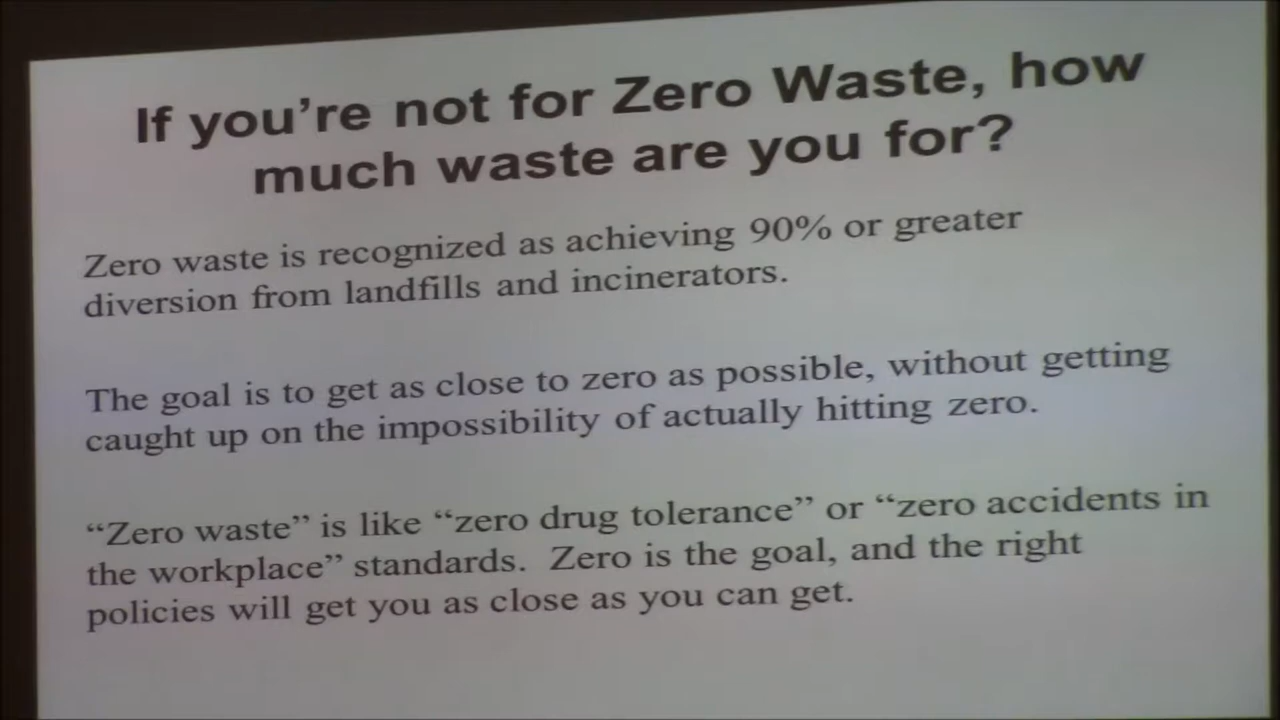 If you’re not for Zero Waste, how
much waste are you for?
Zero waste is recognized as achieving 90% or greater
diversion from landfills and incinerators.
The goal is to get as close to zero as possible, without getting
caught up on the impossibility of actually hitting zero.
“Zero waste” is like “zero drug tolerance” or “zero accidents in
the workplace” standards.  Zero is the goal, and the right
policies will get you as close as you can get.